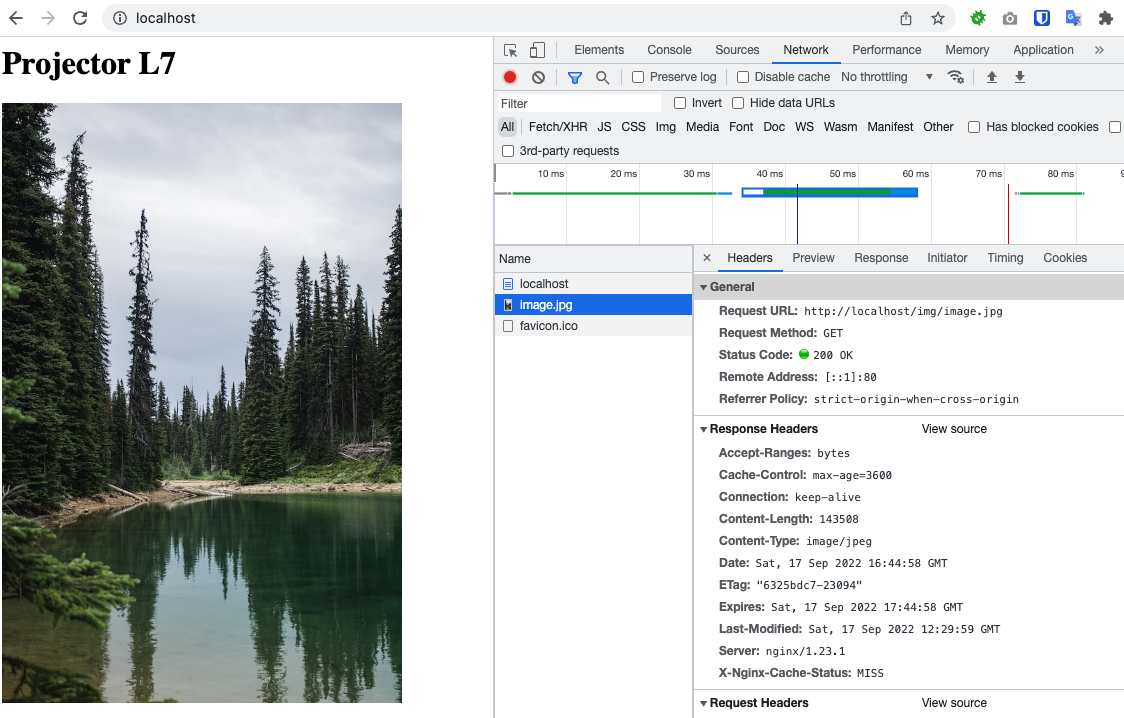 localhost
Projector L7
Elements Console Sources Network Performance Memory Application »
Preserve log Disable cache No throttling
Filter Invert Hide data URLs
All Fetch/XHR JS CSS Img Media Font Doc WS Wasm Manifest Other Has blocked cookies
3rd-party requests
10 ms 20 ms 30 ms 40 ms 50 ms 60 ms 70 ms 80 ms 9
Name
localhost
image.jpg
favicon.ico
× Headers Preview Response Initiator Timing Cookies
General
Request URL: http://localhost/img/image.jpg
Request Method: GET
Status Code: 200 OK
Remote Address: [::1]:80
Referrer Policy: strict-origin-when-cross-origin
Response Headers View source
Accept-Ranges: bytes
Cache-Control: max-age=3600
Connection: keep-alive
Content-Length: 143508
Content-Type: image/jpeg
Date: Sat, 17 Sep 2022 16:44:58 GMT
ETag: "6325bdc7-23094"
Expires: Sat, 17 Sep 2022 17:44:58 GMT
Last-Modified: Sat, 17 Sep 2022 12:29:59 GMT
Server: nginx/1.23.1
X-Nginx-Cache-Status: MISS
Request Headers View source